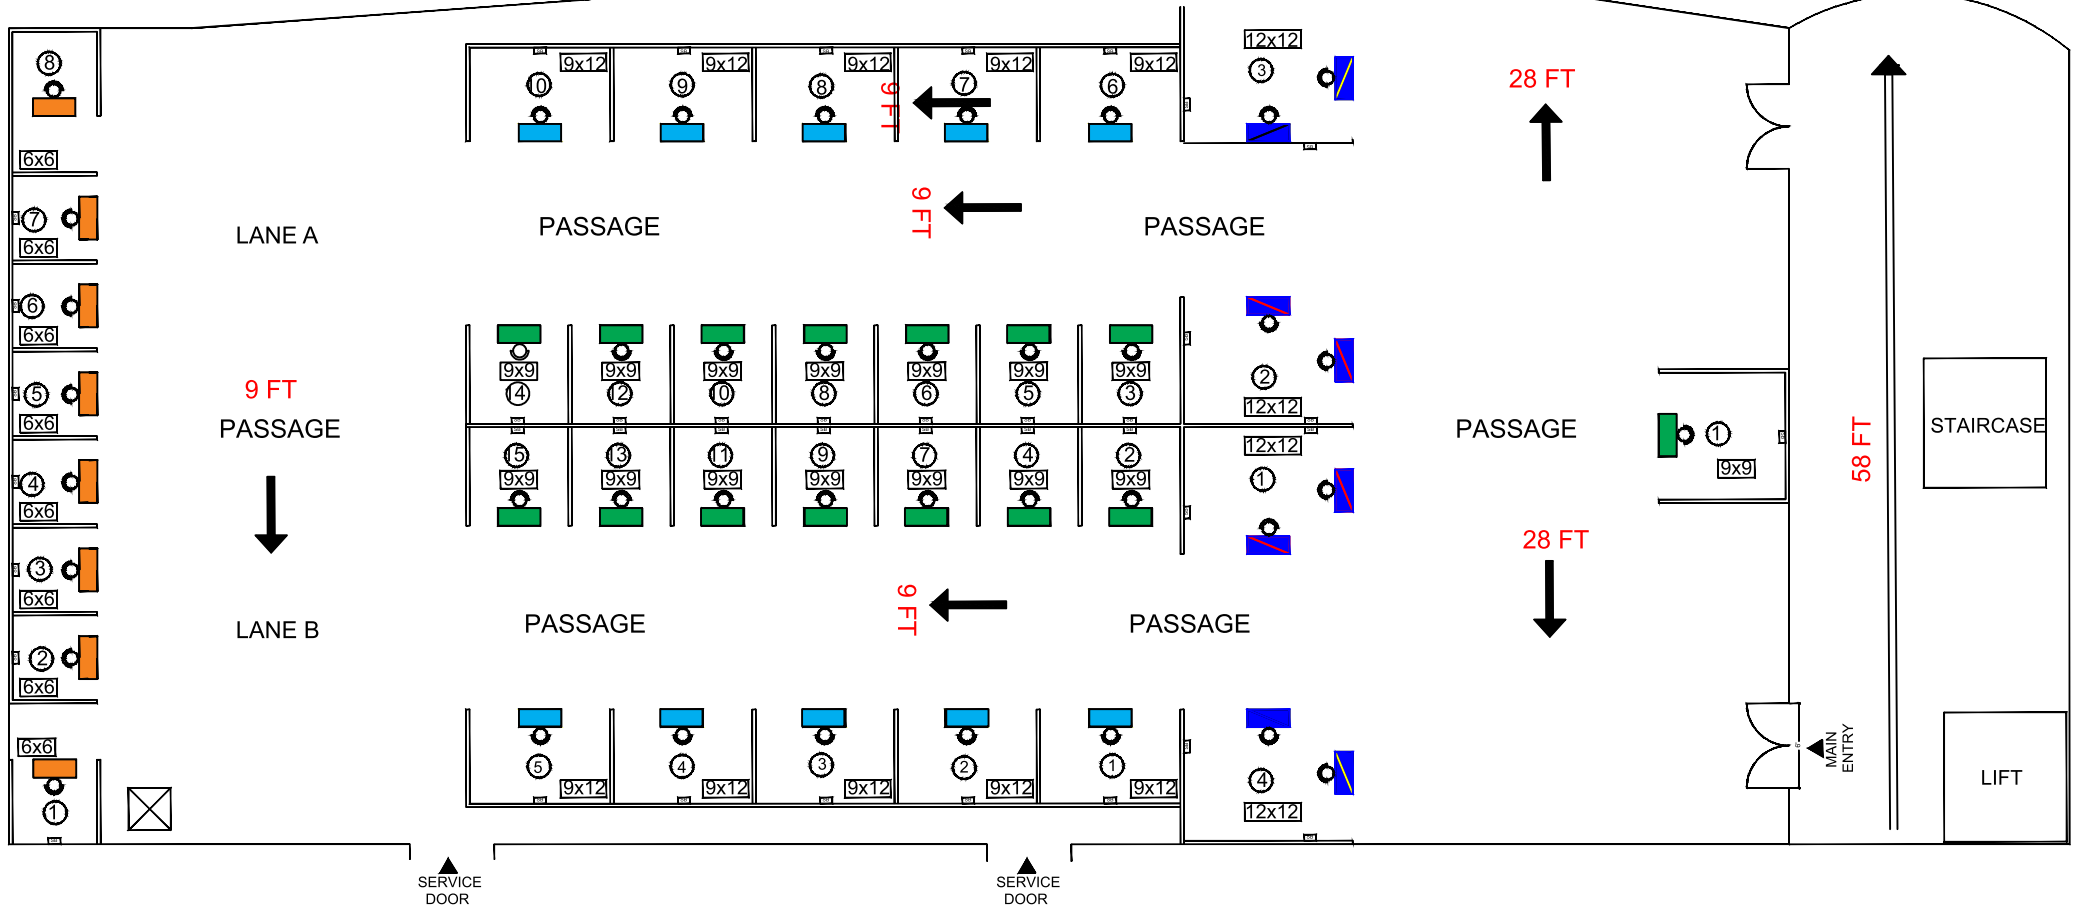 8
6x6
7
6x6
6
6x6
5
6x6
4
6x6
3
6x6
2
6x6
6x6
1
LANE A
9 FT
PASSAGE
LANE B
10
9x12
9
9x12
8
9x12
7
9x12
6
9x12
9 FT
12x12
3
PASSAGE
9 FT
PASSAGE
9x9
14
9x9
12
9x9
10
9x9
8
9x9
6
9x9
5
9x9
3
2
12x12
15
9x9
13
9x9
11
9x9
9
9x9
7
9x9
4
9x9
2
9x9
12x12
1
PASSAGE
9 FT
PASSAGE
5
9x12
4
9x12
3
9x12
2
9x12
1
9x12
4
12x12
28 FT
PASSAGE
28 FT
1
9x9
58 FT
STAIRCASE
MAIN
ENTRY
LIFT
SERVICE
DOOR
SERVICE
DOOR